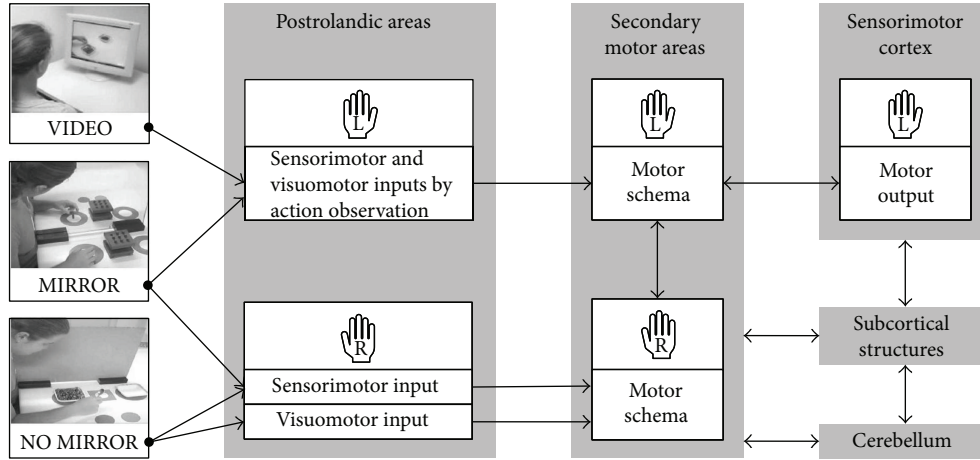 Postrolandic areas
Secondary
motor areas
Sensorimotor
cortex
VIDEO
L
Sensorimotor and
visuomotor inputs by
action observation
L
Motor
schema
L
Motor
output
MIRROR
R
Sensorimotor input
Visuomotor input
R
Motor
schema
Subcortical
structures
NO MIRROR
Cerebellum